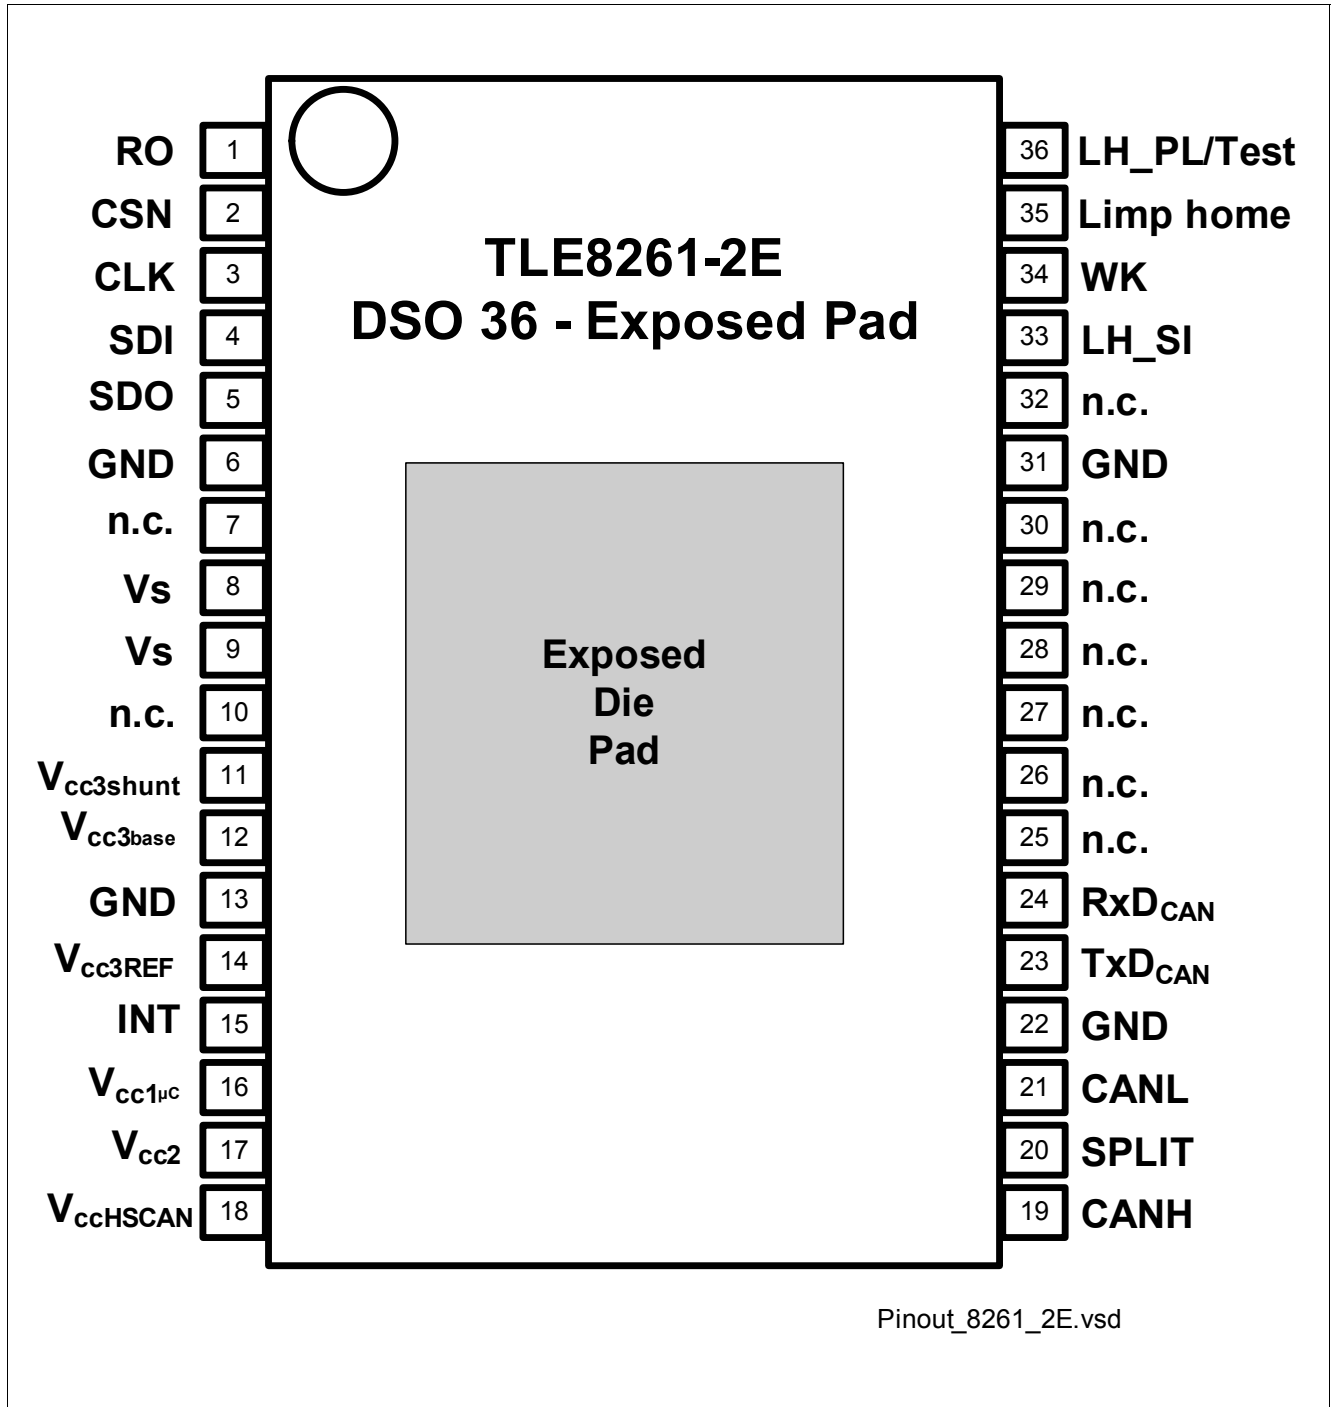 RO 1
CSN 2
CLK 3
SDI 4
SDO 5
GND 6
n.c. 7
Vs 8
Vs 9
n.c. 10
Vcc3shunt 11
Vcc3base 12
GND 13
Vcc3REF 14
INT 15
Vcc1µC 16
Vcc2 17
VccHSCAN 18
TLE8261-2E
DSO 36 - Exposed Pad
Exposed
Die
Pad
36 LH_PL/Test
35 Limp home
34 WK
33 LH_SI
32 n.c.
31 GND
30 n.c.
29 n.c.
28 n.c.
27 n.c.
26 n.c.
25 n.c.
24 RxDCAN
23 TxDCAN
22 GND
21 CANL
20 SPLIT
19 CANH
Pinout_8261_2E.vsd